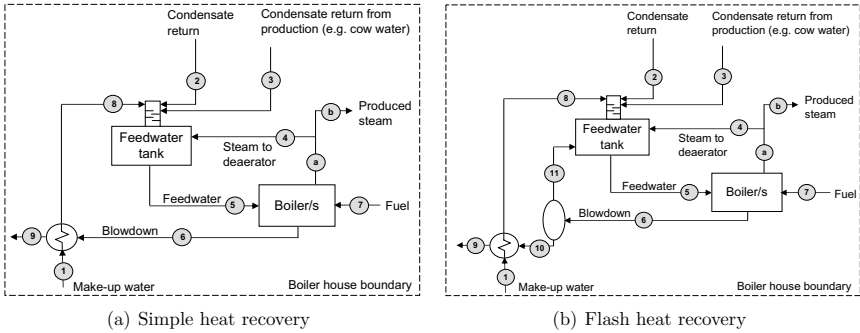 Condensate
return
Condensate return from
production (e.g. cow water)
2
3
8
b
Produced
steam
4
Feedwater
tank
Steam to
deaerator
a
Feedwater
5
Boiler/s
7
Fuel
9
Blowdown
6
1
Make-up water
Boiler house boundary
(a) Simple heat recovery
Condensate
return
Condensate return from
production (e.g. cow water)
2
3
8
b
Produced
steam
4
Feedwater
tank
Steam to
deaerator
a
11
Feedwater
5
Boiler/s
7
Fuel
Blowdown
6
9
10
1
Make-up water
Boiler house boundary
(b) Flash heat recovery